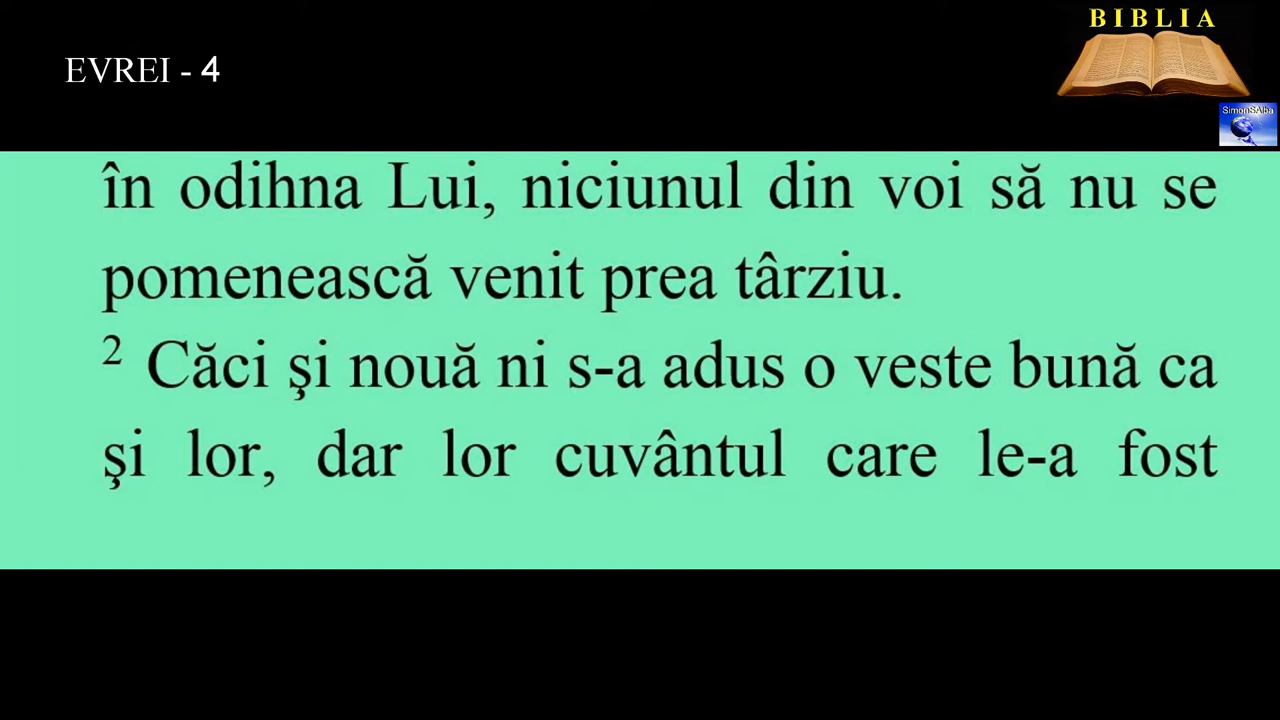 BIBLIA
EVREI - 4
SimonSAlba
în odihna Lui, niciunul din voi să nu se
pomenească venit prea târziu.
2 Căci şi nouă ni s-a adus o veste bună ca
şi lor, dar lor cuvântul care le-a fost